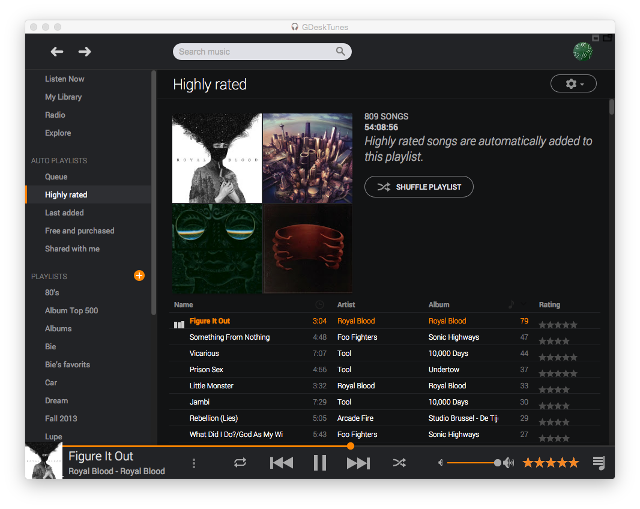 GDeskTunes
Search music
Listen Now
My Library
Radio
Explore
AUTO PLAYLISTS
Queue
Highly rated
Last added
Free and purchased
Shared with me
PLAYLISTS
80's
Album Top 500
Albums
Bie
Bie's favorits
Car
Dream
Fall 2013
Lupe
Highly rated
ROYAL BLOOD
809 SONGS
54:08:56
Highly rated songs are automatically added to
this playlist.
SHUFFLE PLAYLIST
Name Artist Album Rating
Figure It Out 3:04 Royal Blood Royal Blood 79
Something From Nothing 4:48 Foo Fighters Sonic Highways 47
Vicarious 7:07 Tool 10,000 Days 44
Prison Sex 4:56 Tool Undertow 37
Little Monster 3:32 Royal Blood Royal Blood 33
Jambi 7:29 Tool 10,000 Days 30
Rebellion (Lies) 5:05 Arcade Fire Studio Brussel - De Tij 29
What Did I Do?/God As My Wi 5:43 Foo Fighters Sonic Highways 27
Figure It Out
Royal Blood - Royal Blood